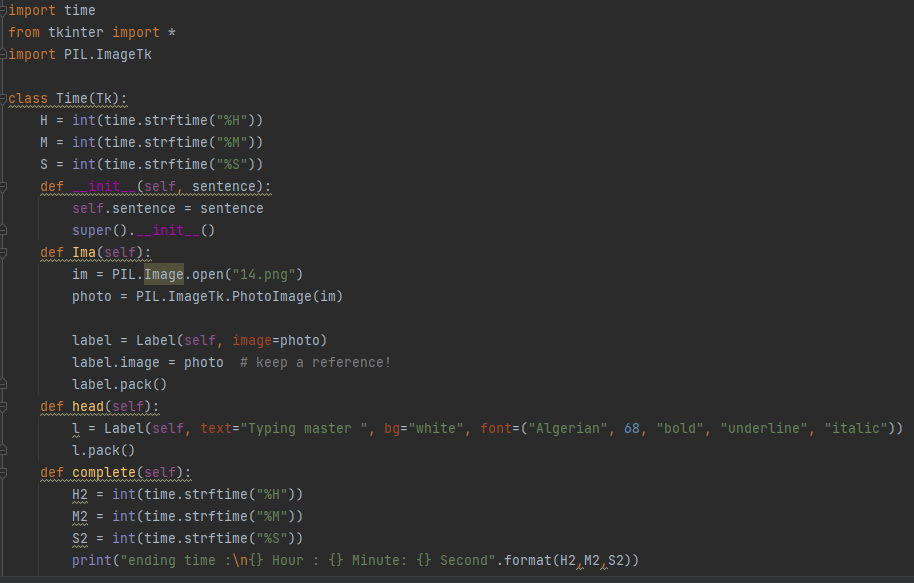 import time
from tkinter import *
import PIL.ImageTk

class Time(Tk):
    H = int(time.strftime("%H"))
    M = int(time.strftime("%M"))
    S = int(time.strftime("%S"))
    def __init__(self, sentence):
        self.sentence = sentence
        super().__init__()
    def Ima(self):
        im = PIL.Image.open("14.png")
        photo = PIL.ImageTk.PhotoImage(im)

        label = Label(self, image=photo)
        label.image = photo  # keep a reference!
        label.pack()
    def head(self):
        l = Label(self, text="Typing master ", bg="white", font=("Algerian", 68, "bold", "underline", "italic"))
        l.pack()
    def complete(self):
        H2 = int(time.strftime("%H"))
        M2 = int(time.strftime("%M"))
        S2 = int(time.strftime("%S"))
        print("ending time :\n{} Hour : {} Minute: {} Second".format(H2,M2,S2))